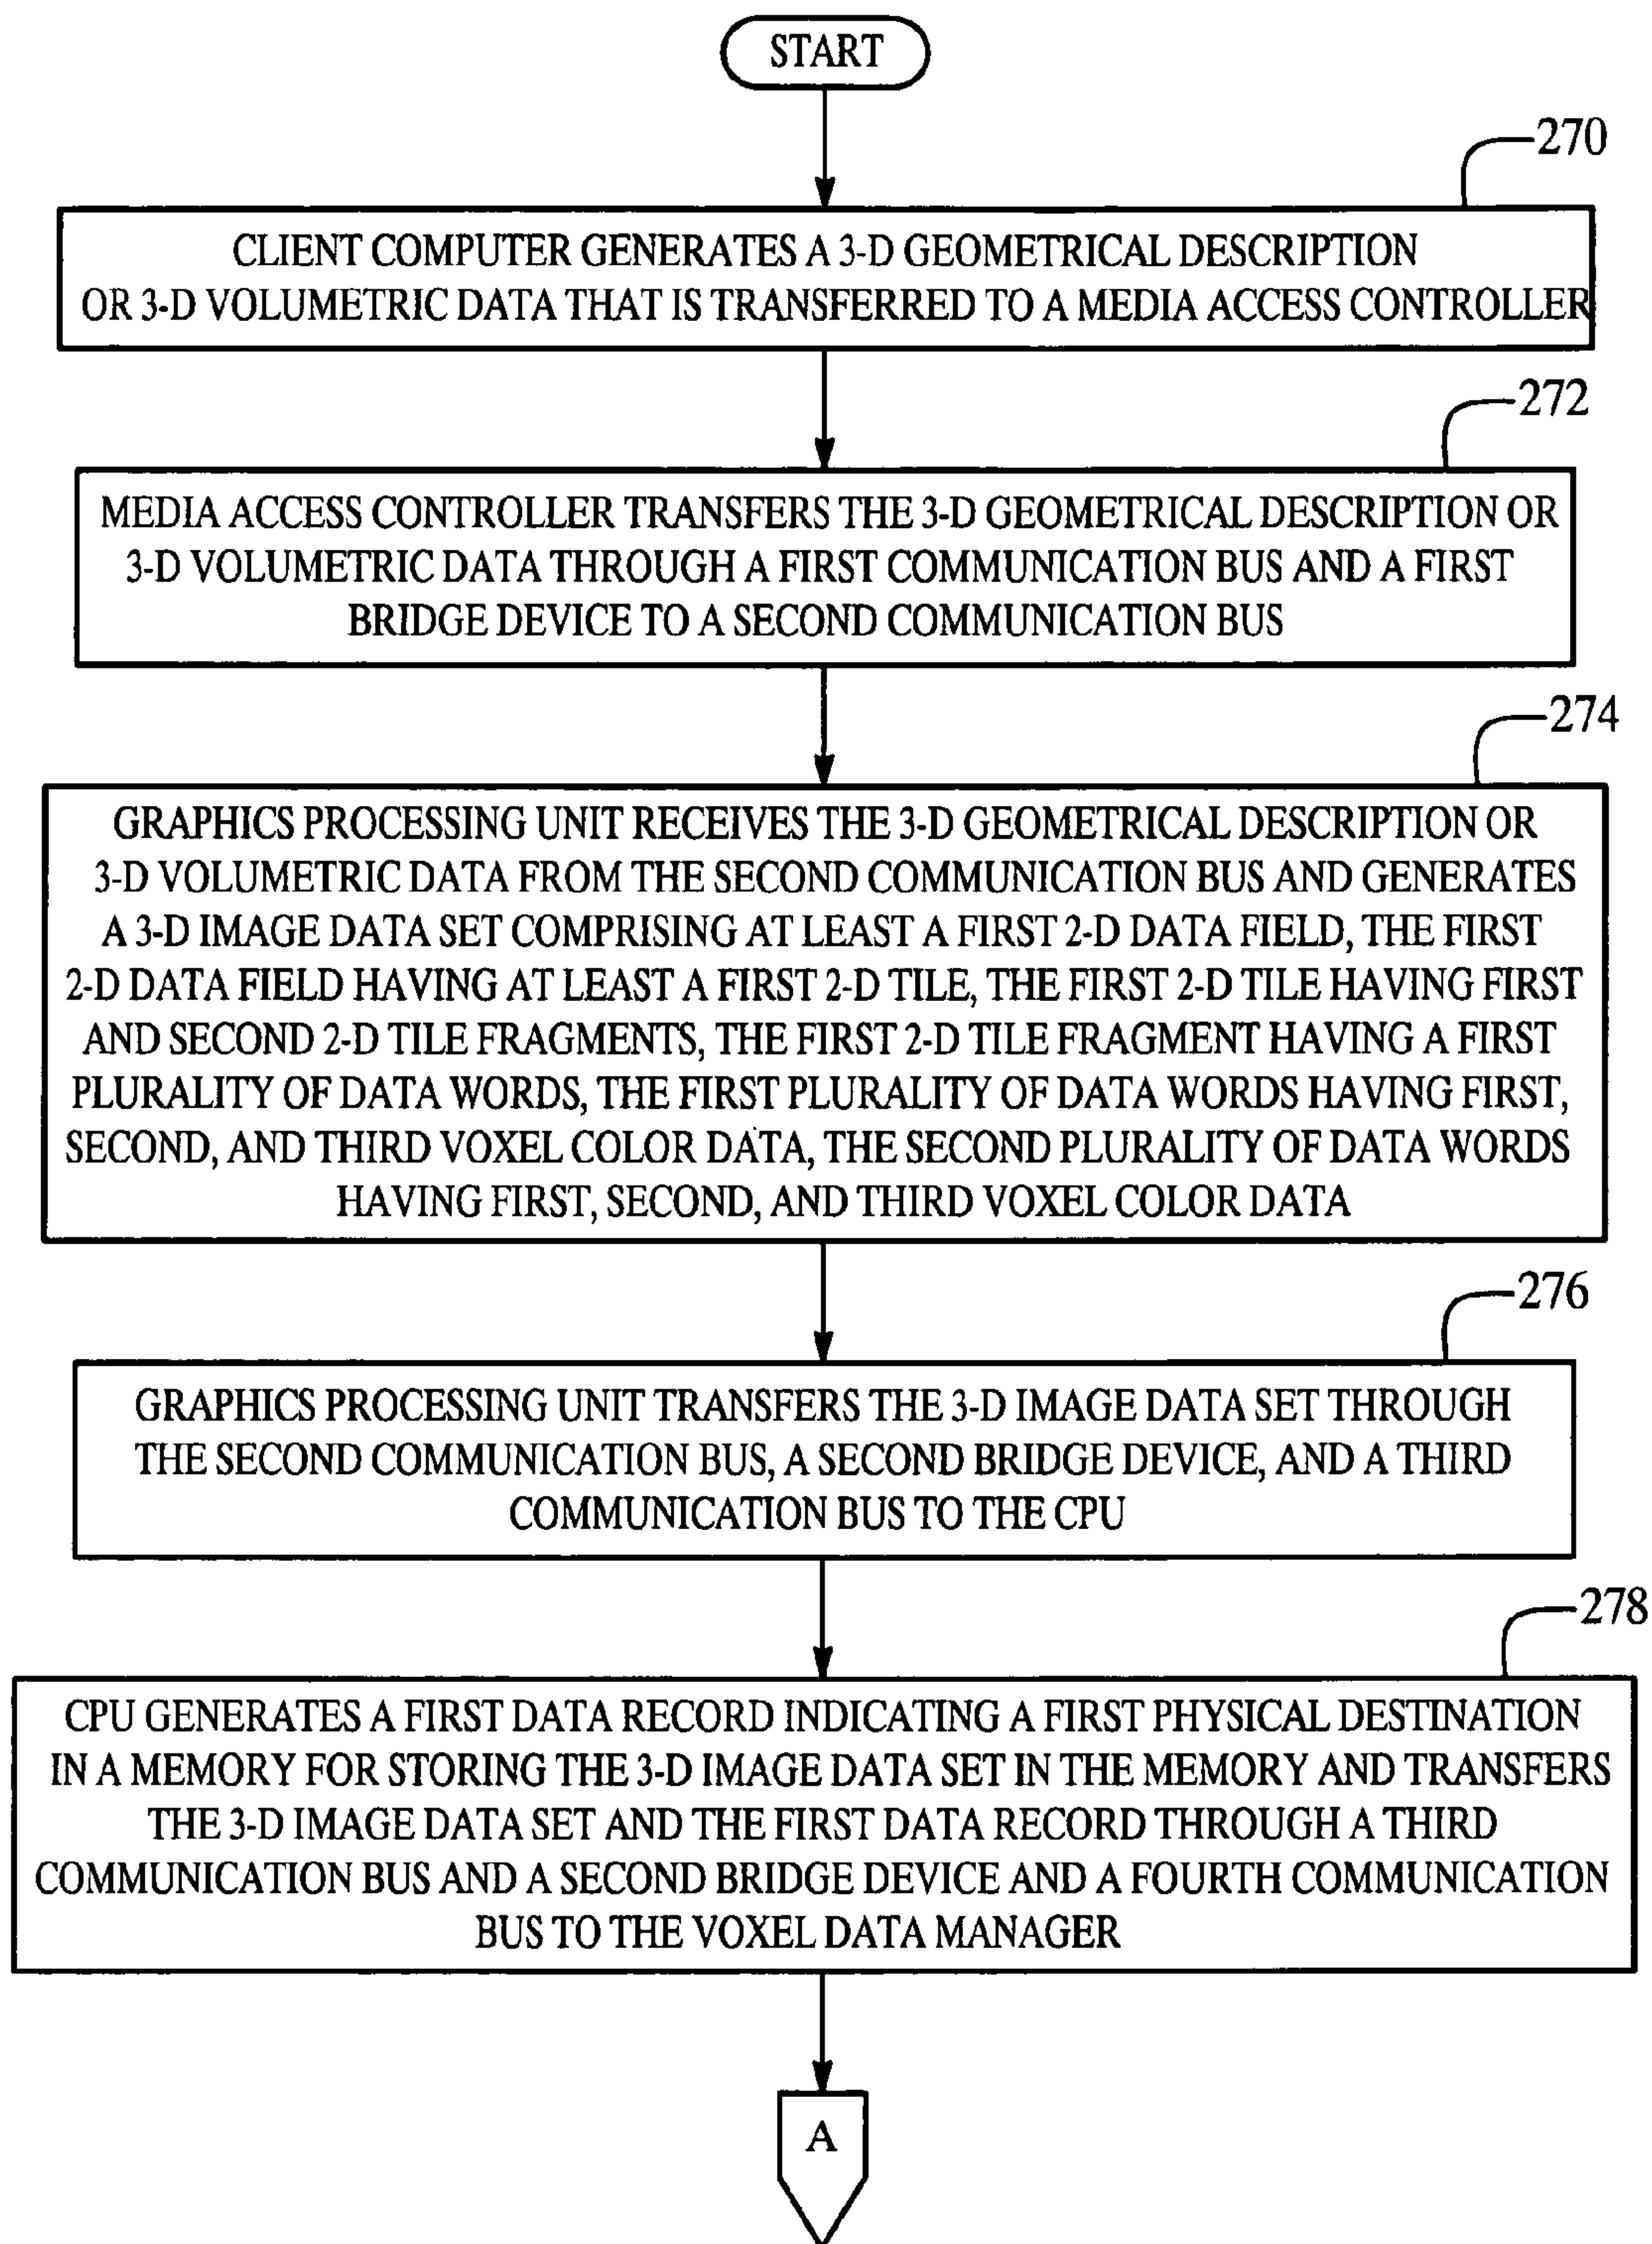 START
270
CLIENT COMPUTER GENERATES A 3-D GEOMETRICAL DESCRIPTION
OR 3-D VOLUMETRIC DATA THAT IS TRANSFERRED TO A MEDIA ACCESS CONTROLLER
272
MEDIA ACCESS CONTROLLER TRANSFERS THE 3-D GEOMETRICAL DESCRIPTION OR
3-D VOLUMETRIC DATA THROUGH A FIRST COMMUNICATION BUS AND A FIRST
BRIDGE DEVICE TO A SECOND COMMUNICATION BUS
274
GRAPHICS PROCESSING UNIT RECEIVES THE 3-D GEOMETRICAL DESCRIPTION OR
3-D VOLUMETRIC DATA FROM THE SECOND COMMUNICATION BUS AND GENERATES
A 3-D IMAGE DATA SET COMPRISING AT LEAST A FIRST 2-D DATA FIELD, THE FIRST
2-D DATA FIELD HAVING AT LEAST A FIRST 2-D TILE, THE FIRST 2-D TILE HAVING FIRST
AND SECOND 2-D TILE FRAGMENTS, THE FIRST 2-D TILE FRAGMENT HAVING A FIRST
PLURALITY OF DATA WORDS, THE FIRST PLURALITY OF DATA WORDS HAVING FIRST,
SECOND, AND THIRD VOXEL COLOR DATA, THE SECOND PLURALITY OF DATA WORDS
HAVING FIRST, SECOND, AND THIRD VOXEL COLOR DATA
276
GRAPHICS PROCESSING UNIT TRANSFERS THE 3-D IMAGE DATA SET THROUGH
THE SECOND COMMUNICATION BUS, A SECOND BRIDGE DEVICE, AND A THIRD
COMMUNICATION BUS TO THE CPU
278
CPU GENERATES A FIRST DATA RECORD INDICATING A FIRST PHYSICAL DESTINATION
IN A MEMORY FOR STORING THE 3-D IMAGE DATA SET IN THE MEMORY AND TRANSFERS
THE 3-D IMAGE DATA SET AND THE FIRST DATA RECORD THROUGH A THIRD
COMMUNICATION BUS AND A SECOND BRIDGE DEVICE AND A FOURTH COMMUNICATION
BUS TO THE VOXEL DATA MANAGER
A